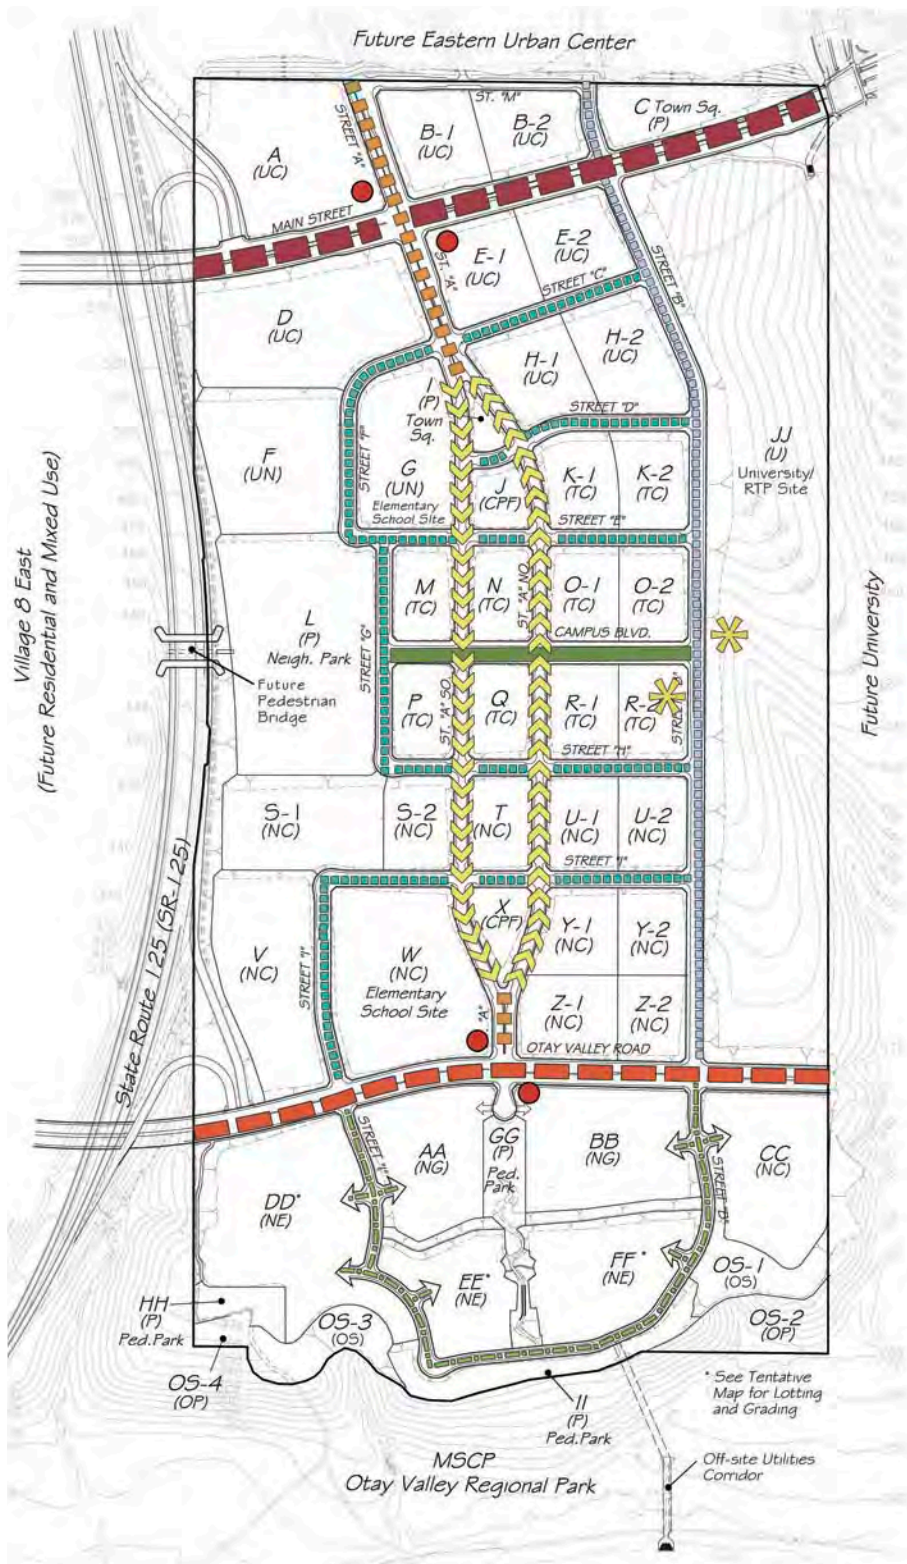 Future Eastern Urban Center
ST. "M"
C Town Sq.
(P)
STREET "A"
B-1
(UC)
B-2
(UC)
A
(UC)
MAIN STREET
E-1
(UC)
E-2
(UC)
ST. "A"
STREET "C"
STREET "B"
D
(UC)
H-1
(UC)
H-2
(UC)
I
(P)
Town
Sq.
STREET "D"
F
(UN)
STREET "F"
G
(UN)
Elementary
School Site
J
(CPF)
K-1
(TC)
K-2
(TC)
JJ
(U)
University/
RTP Site
STREET "E"
Village 8 East
(Future Residential and Mixed Use)
M
(TC)
N
(TC)
ST. "A" NO.
O-1
(TC)
O-2
(TC)
L
(P)
Neigh. Park
CAMPUS BLVD.
Future University
STREET "G"
Future
Pedestrian
Bridge
P
(TC)
ST. "A" SO.
Q
(TC)
R-1
(TC)
R-2
(TC)
STREET "H"
S-1
(NC)
S-2
(NC)
T
(NC)
U-1
(NC)
U-2
(NC)
STREET "I"
State Route 125 (SR-125)
V
(NC)
STREET "I"
W
(NC)
Elementary
School Site
X
(CPF)
Y-1
(NC)
Y-2
(NC)
Z-1
(NC)
Z-2
(NC)
"A"
OTAY VALLEY ROAD
AA
(NG)
GG
(P)
Ped.
Park
BB
(NG)
STREET "B"
CC
(NC)
DD*
(NE)
EE*
(NE)
FF *
(NE)
OS-1
(OS)
HH
(P)
Ped.Park
OS-3
(OS)
OS-2
(OP)
OS-4
(OP)
II
(P)
Ped.Park
* See Tentative
Map for Lotting
and Grading
MSCP
Otay Valley Regional Park
Off-site Utilities
Corridor